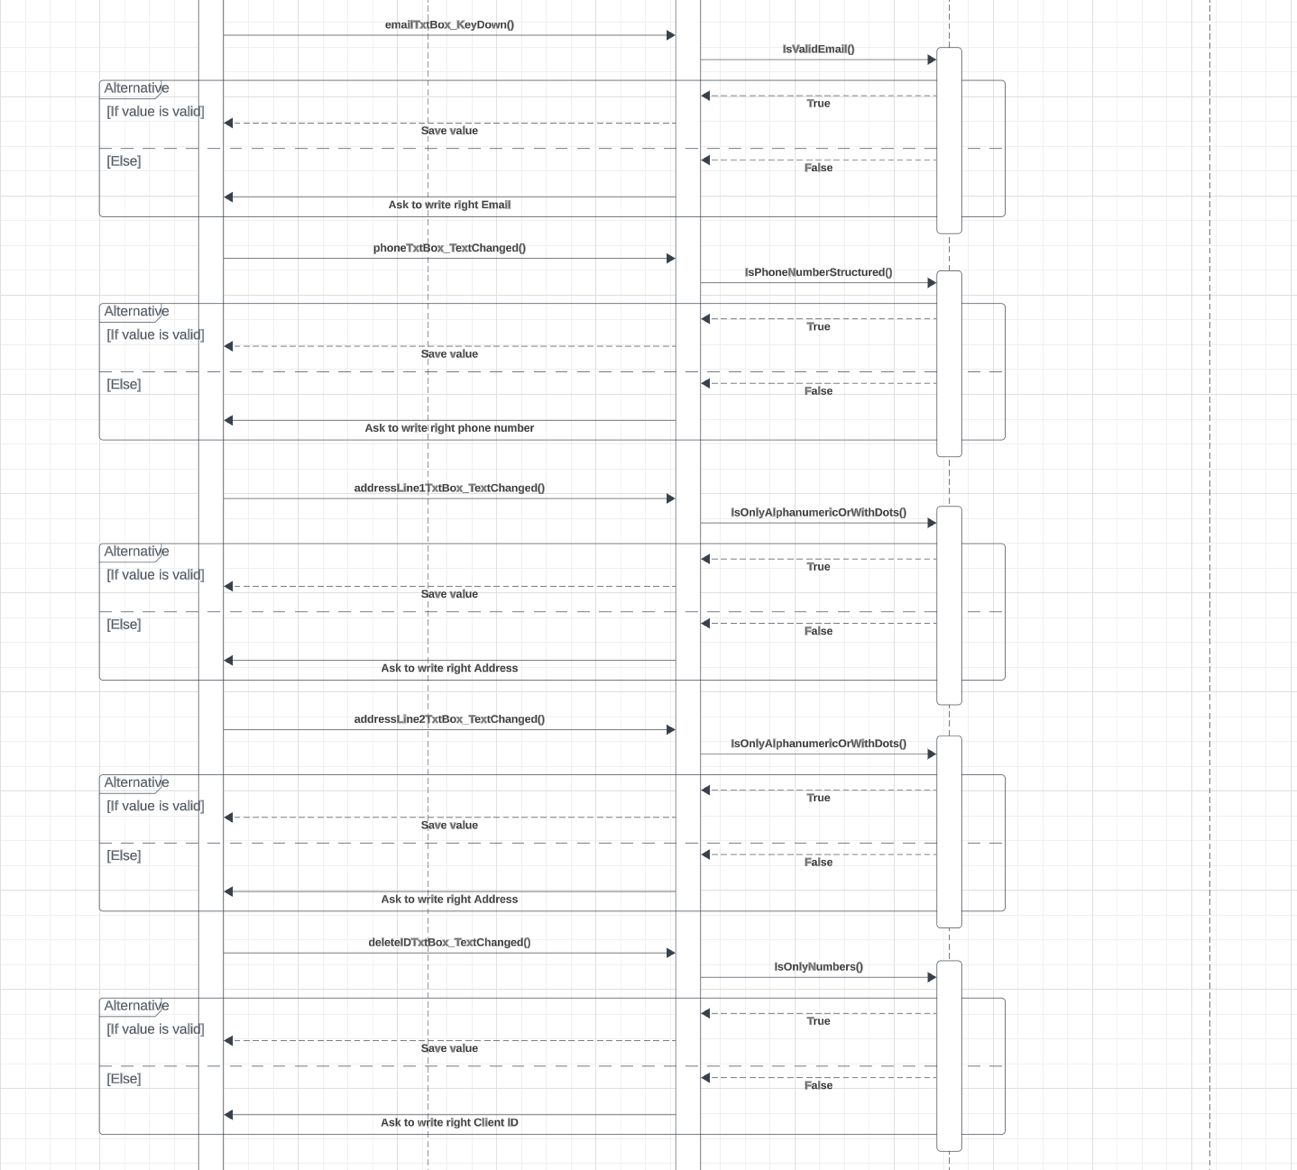 emailTxtBox_KeyDown()
IsValidEmail()
Alternative
[If value is valid]
True
Save value
[Else]
False
Ask to write right Email
phoneTxtBox_TextChanged()
IsPhoneNumberStructured()
Alternative
[If value is valid]
True
Save value
[Else]
False
Ask to write right phone number
addressLine1TxtBox_TextChanged()
IsOnlyAlphanumericOrWithDots()
Alternative
[If value is valid]
True
Save value
[Else]
False
Ask to write right Address
addressLine2TxtBox_TextChanged()
IsOnlyAlphanumericOrWithDots()
Alternative
[If value is valid]
True
Save value
[Else]
False
Ask to write right Address
deleteIDTxtBox_TextChanged()
IsOnlyNumbers()
Alternative
[If value is valid]
True
Save value
[Else]
False
Ask to write right Client ID